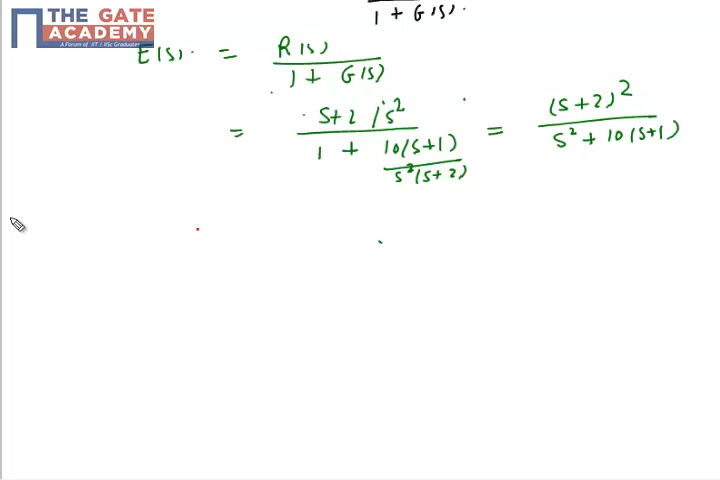 THE GATE
ACADEMY
A Forum of IIT / IISc Graduates
1 + G(s).
E(s). = R(s) / 1 + G(s)
= s+2 / s² / 1 + 10(s+1) / s²(s+2) = (s+2)² / s² + 10(s+1)